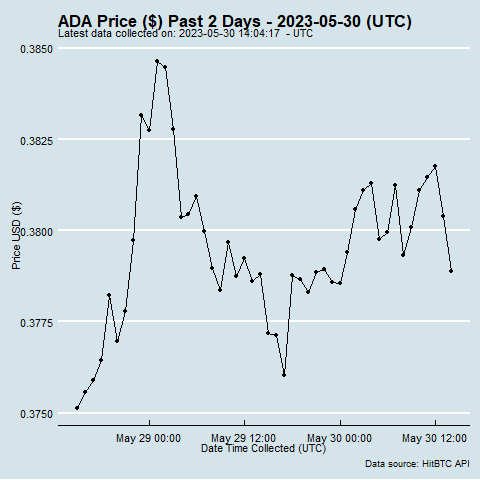 ADA Price ($) Past 2 Days - 2023-05-30 (UTC)
Latest data collected on: 2023-05-30 14:04:17 - UTC
0.3850
0.3825
0.3800
0.3775
0.3750
Price USD ($)
May 29 00:00 May 29 12:00 May 30 00:00 May 30 12:00
Date Time Collected (UTC)
Data source: HitBTC API